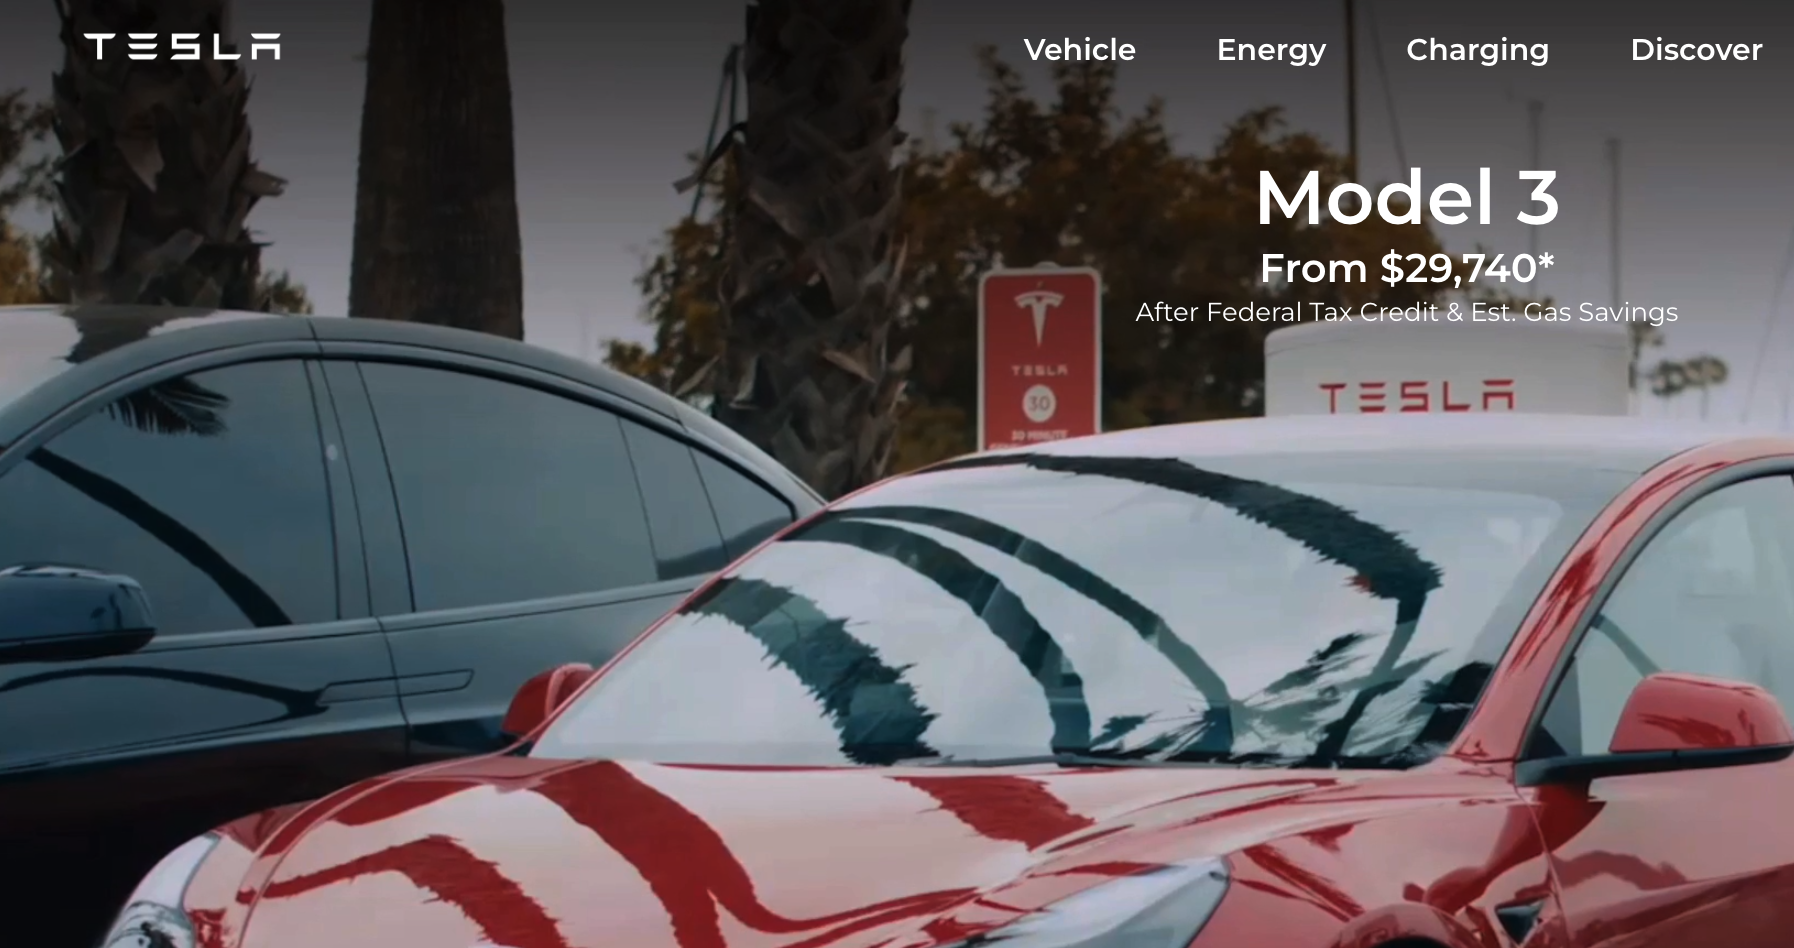 TESLA
Vehicle Energy Charging Discover
Model 3
From $29,740*
After Federal Tax Credit & Est. Gas Savings
TESLA
30
30 MINUTE
TESLA